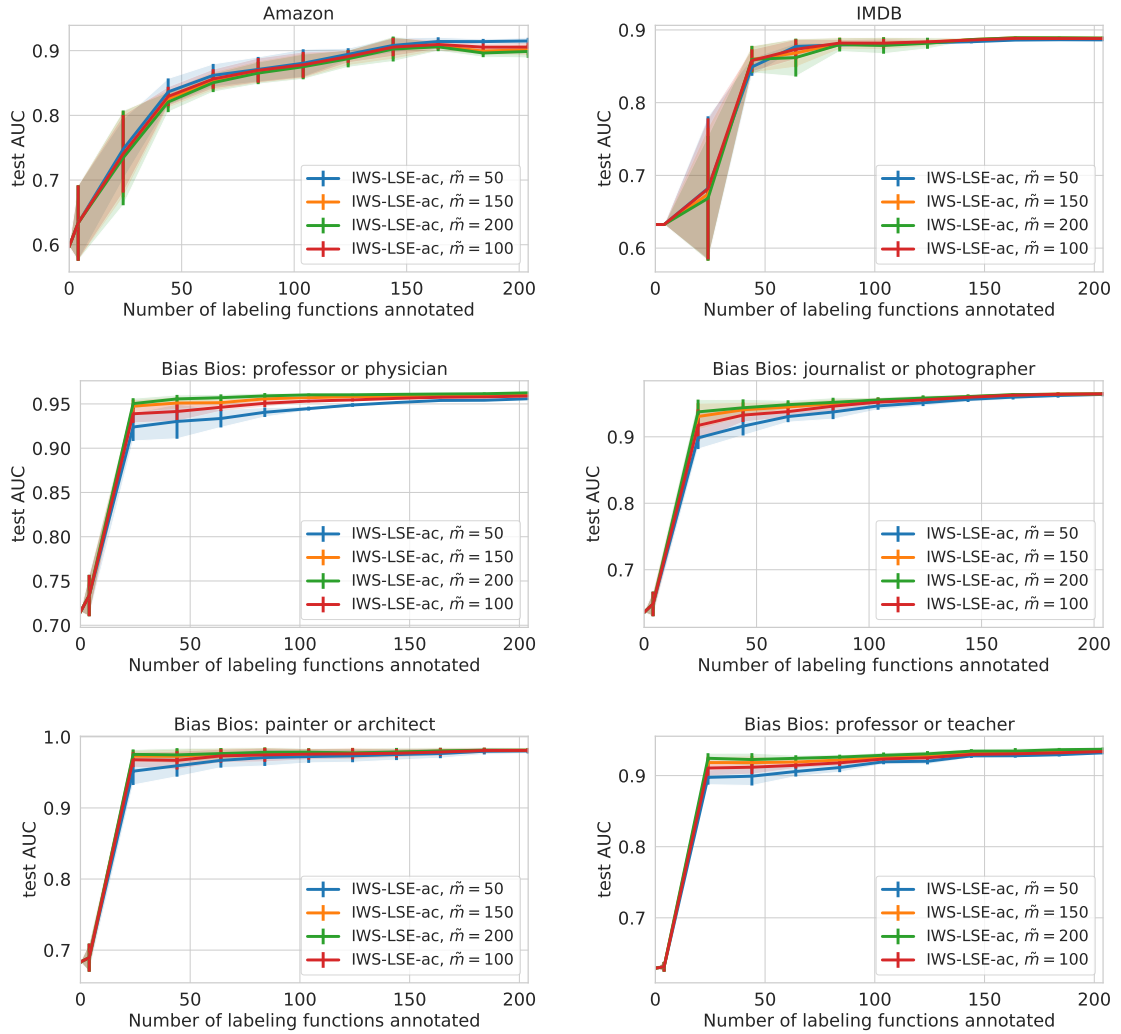 Amazon
test AUC
0.9
0.8
0.7
0.6
IWS-LSE-ac, m̃ = 50
IWS-LSE-ac, m̃ = 150
IWS-LSE-ac, m̃ = 200
IWS-LSE-ac, m̃ = 100
0 50 100 150 200
Number of labeling functions annotated
IMDB
test AUC
0.9
0.8
0.7
0.6
IWS-LSE-ac, m̃ = 50
IWS-LSE-ac, m̃ = 150
IWS-LSE-ac, m̃ = 200
IWS-LSE-ac, m̃ = 100
0 50 100 150 200
Number of labeling functions annotated
Bias Bios: professor or physician
test AUC
0.95
0.90
0.85
0.80
0.75
0.70
IWS-LSE-ac, m̃ = 50
IWS-LSE-ac, m̃ = 150
IWS-LSE-ac, m̃ = 200
IWS-LSE-ac, m̃ = 100
0 50 100 150 200
Number of labeling functions annotated
Bias Bios: journalist or photographer
test AUC
0.9
0.8
0.7
IWS-LSE-ac, m̃ = 50
IWS-LSE-ac, m̃ = 150
IWS-LSE-ac, m̃ = 200
IWS-LSE-ac, m̃ = 100
0 50 100 150 200
Number of labeling functions annotated
Bias Bios: painter or architect
test AUC
1.0
0.9
0.8
0.7
IWS-LSE-ac, m̃ = 50
IWS-LSE-ac, m̃ = 150
IWS-LSE-ac, m̃ = 200
IWS-LSE-ac, m̃ = 100
0 50 100 150 200
Number of labeling functions annotated
Bias Bios: professor or teacher
test AUC
0.9
0.8
0.7
IWS-LSE-ac, m̃ = 50
IWS-LSE-ac, m̃ = 150
IWS-LSE-ac, m̃ = 200
IWS-LSE-ac, m̃ = 100
0 50 100 150 200
Number of labeling functions annotated